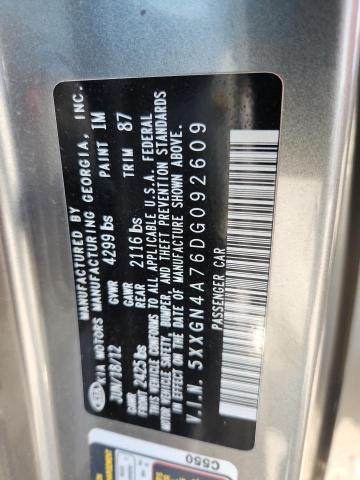 MANUFACTURED BY
KIA MOTORS MANUFACTURING GEORGIA, INC.
JUN/18/12 GVWR 4299 lbs PAINT IM
GAWR FRONT 2425 lbs GAWR REAR 2116 lbs TRIM 87
THIS VEHICLE CONFORMS TO ALL APPLICABLE U.S.A. FEDERAL
MOTOR VEHICLE SAFETY, BUMPER, AND THEFT PREVENTION STANDARDS
IN EFFECT ON THE DATE OF MANUFACTURE SHOWN ABOVE.
V.I.N. 5XXGN4A76DG092609
PASSENGER CAR
C550